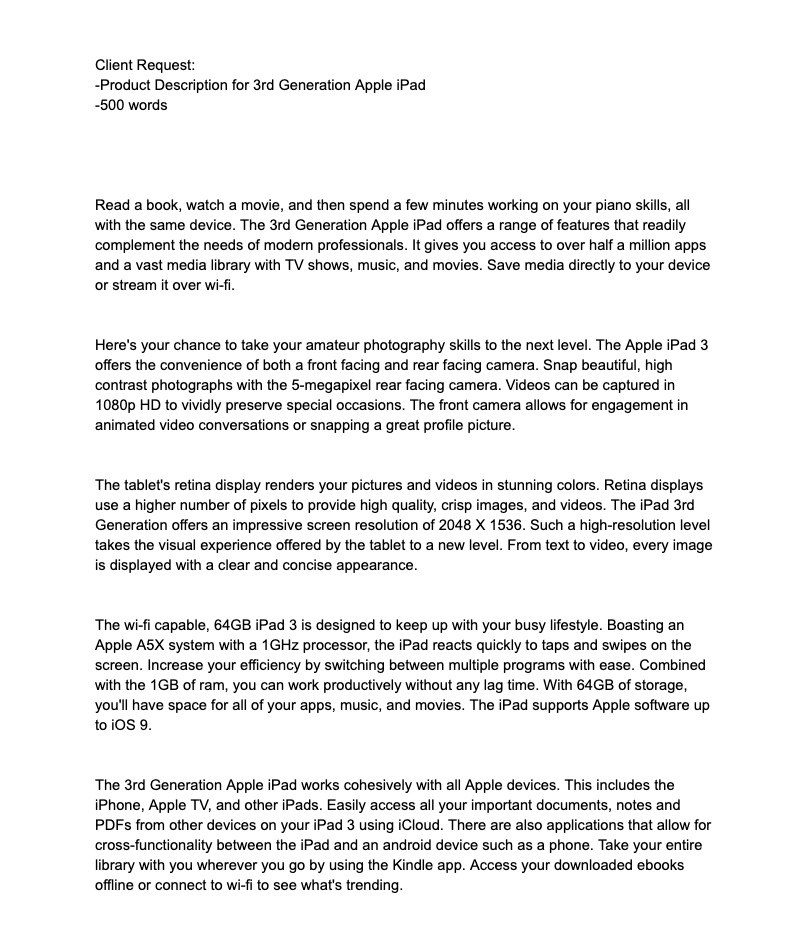 Client Request:
-Product Description for 3rd Generation Apple iPad
-500 words
Read a book, watch a movie, and then spend a few minutes working on your piano skills, all
with the same device. The 3rd Generation Apple iPad offers a range of features that readily
complement the needs of modern professionals. It gives you access to over half a million apps
and a vast media library with TV shows, music, and movies. Save media directly to your device
or stream it over wi-fi.
Here's your chance to take your amateur photography skills to the next level. The Apple iPad 3
offers the convenience of both a front facing and rear facing camera. Snap beautiful, high
contrast photographs with the 5-megapixel rear facing camera. Videos can be captured in
1080p HD to vividly preserve special occasions. The front camera allows for engagement in
animated video conversations or snapping a great profile picture.
The tablet's retina display renders your pictures and videos in stunning colors. Retina displays
use a higher number of pixels to provide high quality, crisp images, and videos. The iPad 3rd
Generation offers an impressive screen resolution of 2048 X 1536. Such a high-resolution level
takes the visual experience offered by the tablet to a new level. From text to video, every image
is displayed with a clear and concise appearance.
The wi-fi capable, 64GB iPad 3 is designed to keep up with your busy lifestyle. Boasting an
Apple A5X system with a 1GHz processor, the iPad reacts quickly to taps and swipes on the
screen. Increase your efficiency by switching between multiple programs with ease. Combined
with the 1GB of ram, you can work productively without any lag time. With 64GB of storage,
you'll have space for all of your apps, music, and movies. The iPad supports Apple software up
to iOS 9.
The 3rd Generation Apple iPad works cohesively with all Apple devices. This includes the
iPhone, Apple TV, and other iPads. Easily access all your important documents, notes and
PDFs from other devices on your iPad 3 using iCloud. There are also applications that allow for
cross-functionality between the iPad and an android device such as a phone. Take your entire
library with you wherever you go by using the Kindle app. Access your downloaded ebooks
offline or connect to wi-fi to see what's trending.